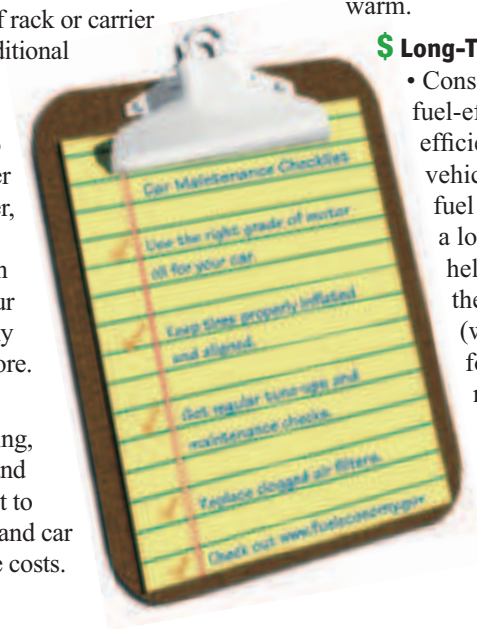 of rack or carrier
ditional
er
er,
n
ur
y
ore.
ing,
nd
t to
and car
e costs.
Car Maintenance Checklist
Use the right grade of motor
oil for your car.
Keep tires properly inflated
and aligned.
Get regular tune-ups and
maintenance checks.
Replace clogged air filters.
Check out www.fueleconomy.gov
warm.
$ Long-T
• Cons
fuel-ef
efficie
vehic
fuel
a lo
hel
the
(w
fo